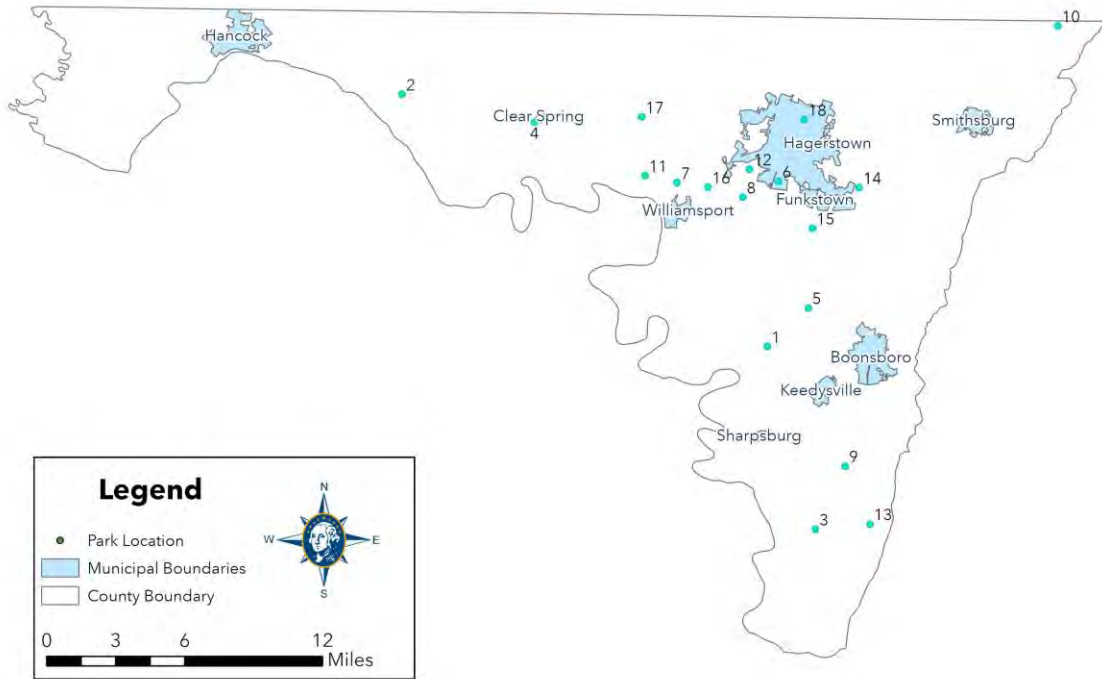 10
Hancock
2
17
Clear Spring
4
18
Smithsburg
Hagerstown
12
11
7
16
6
14
8
Funkstown
Williamsport
15
5
1
Boonsboro
Keedysville
Sharpsburg
9
3
13
Legend
N
W
E
S
Park Location
Municipal Boundaries
County Boundary
0 3 6 12
Miles